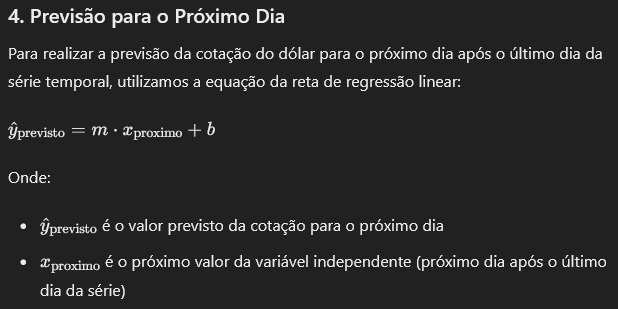 4. Previsão para o Próximo Dia
Para realizar a previsão da cotação do dólar para o próximo dia após o último dia da
série temporal, utilizamos a equação da reta de regressão linear:
ŷprevisto = m · xproximo + b
Onde:
• ŷprevisto é o valor previsto da cotação para o próximo dia
• xproximo é o próximo valor da variável independente (próximo dia após o último
dia da série)